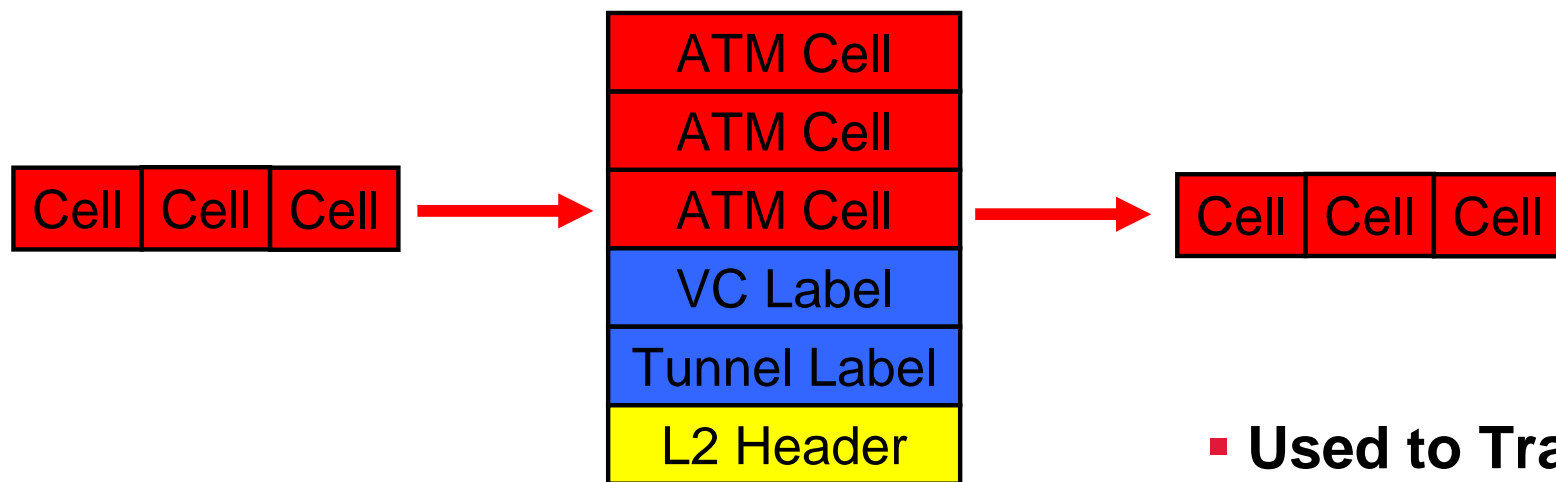 Cell Cell Cell
ATM Cell
ATM Cell
ATM Cell
VC Label
Tunnel Label
L2 Header
Cell Cell Cell
Used to